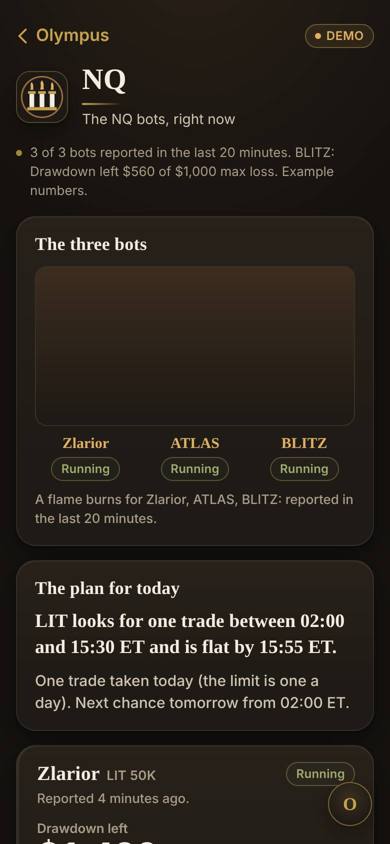 Olympus
DEMO
NQ
The NQ bots, right now
3 of 3 bots reported in the last 20 minutes. BLITZ:
Drawdown left $560 of $1,000 max loss. Example
numbers.
The three bots
Zlarior ATLAS BLITZ
Running Running Running
A flame burns for Zlarior, ATLAS, BLITZ: reported in
the last 20 minutes.
The plan for today
LIT looks for one trade between 02:00
and 15:30 ET and is flat by 15:55 ET.
One trade taken today (the limit is one a
day). Next chance tomorrow from 02:00 ET.
Zlarior LIT 50K Running
Reported 4 minutes ago.
O
Drawdown left